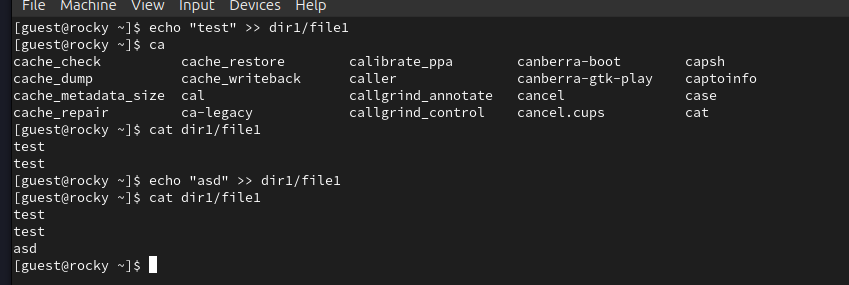 File Machine View Input Devices Help
[guest@rocky ~]$ echo "test" >> dir1/file1
[guest@rocky ~]$ ca
cache_check cache_restore calibrate_ppa canberra-boot capsh
cache_dump cache_writeback caller canberra-gtk-play captoinfo
cache_metadata_size cal callgrind_annotate cancel case
cache_repair ca-legacy callgrind_control cancel.cups cat
[guest@rocky ~]$ cat dir1/file1
test
test
[guest@rocky ~]$ echo "asd" >> dir1/file1
[guest@rocky ~]$ cat dir1/file1
test
test
asd
[guest@rocky ~]$